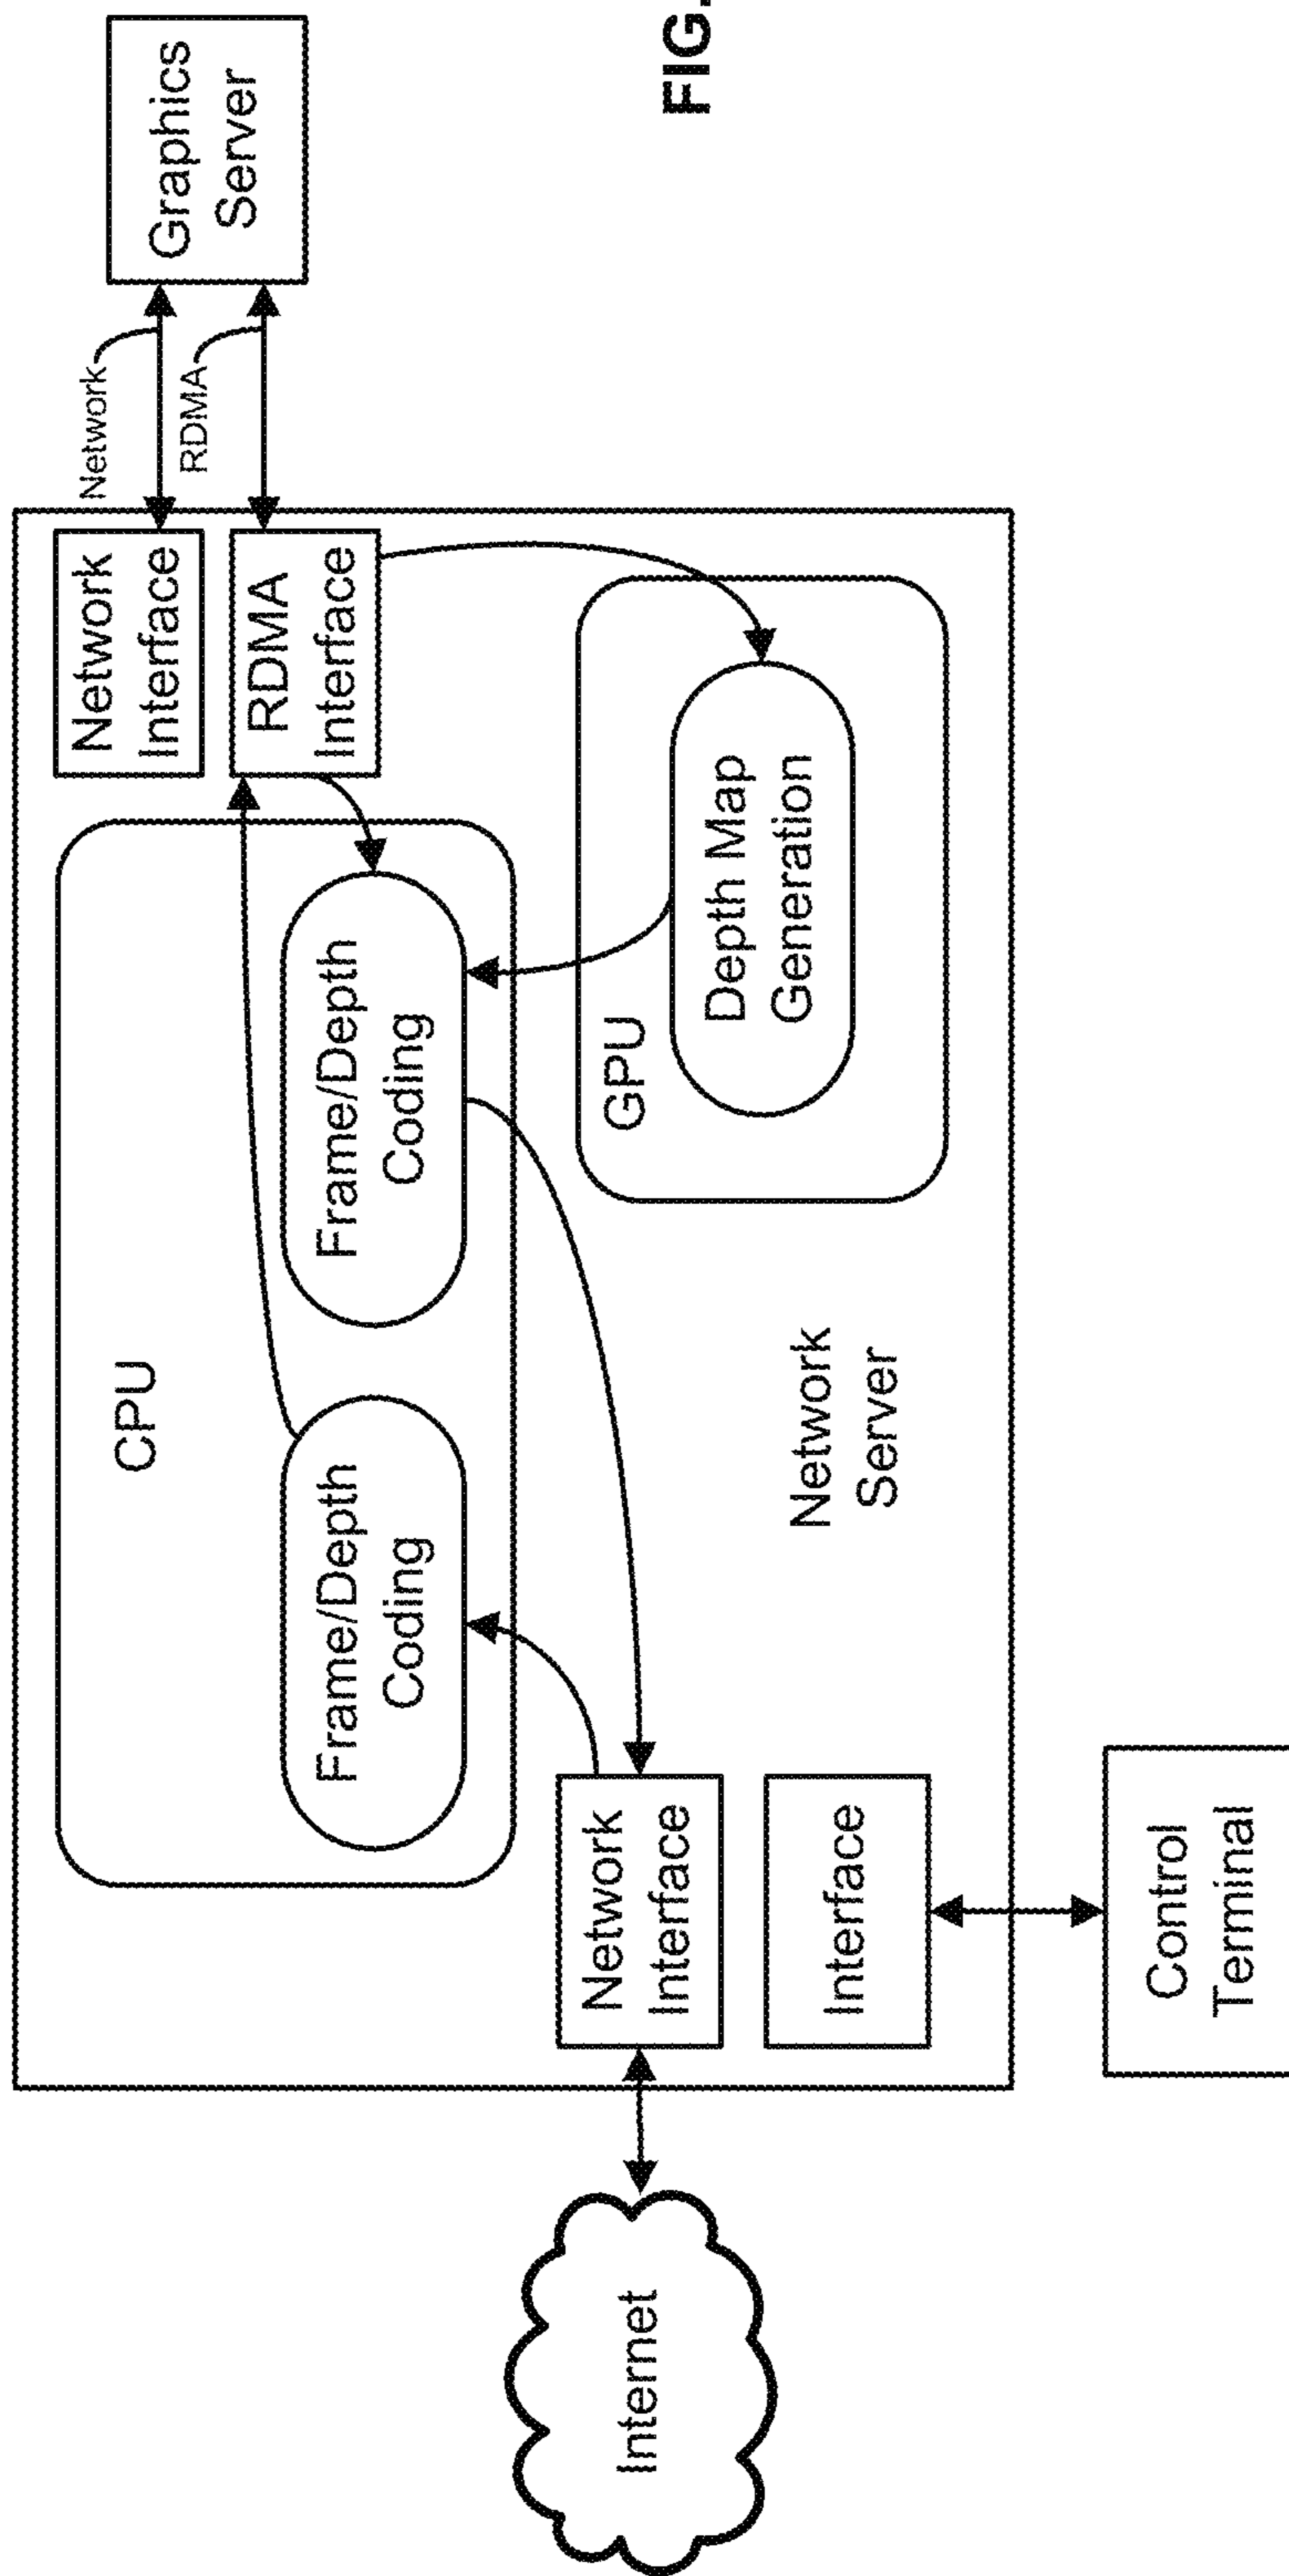 CPU
Frame/Depth
Coding
Frame/Depth
Coding
Network
Interface
RDMA
Interface
Network
RDMA
Graphics
Server
Internet
Network
Interface
Interface
Network
Server
GPU
Depth Map
Generation
Control
Terminal
FIG.